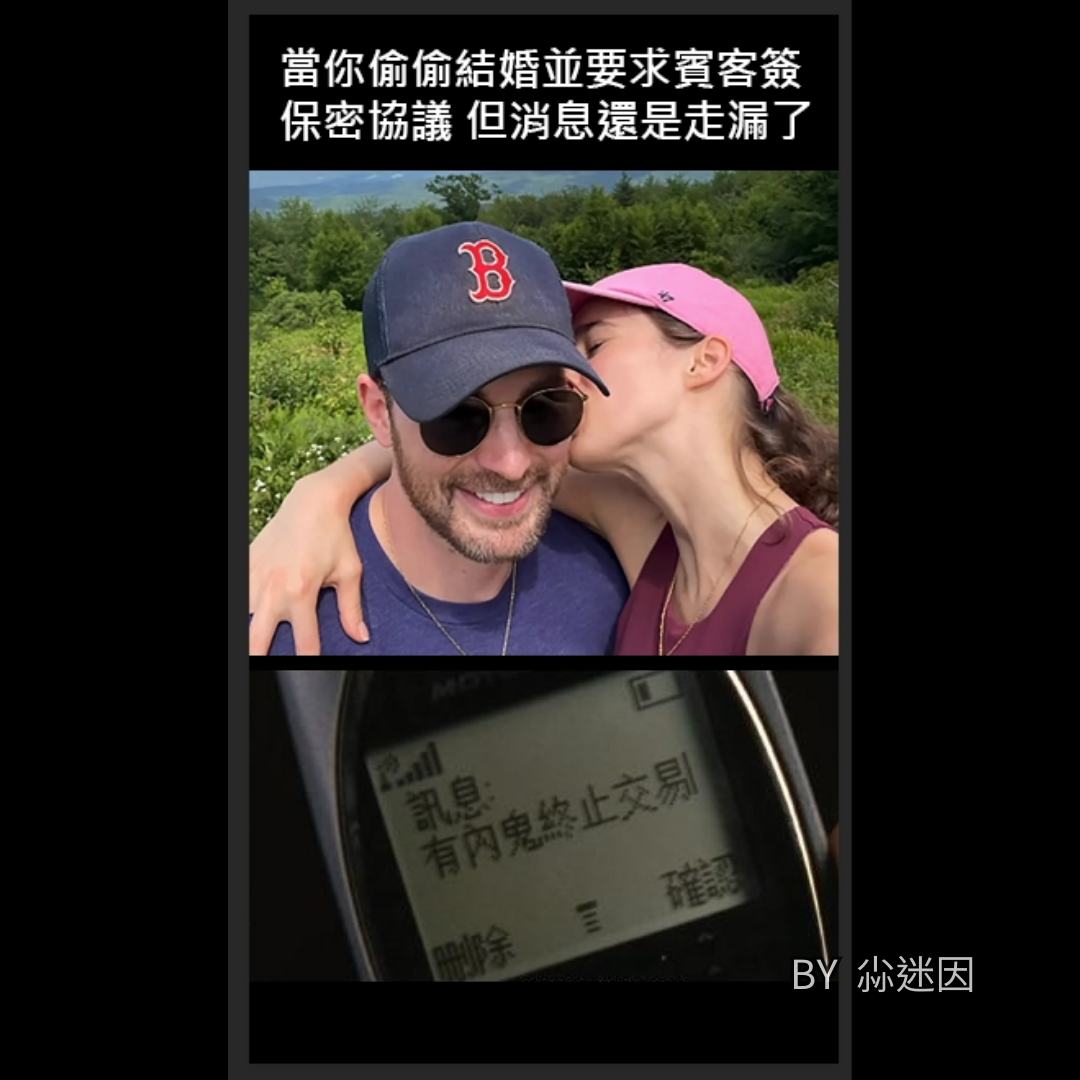 當你偷偷結婚並要求賓客簽
保密協議 但消息還是走漏了
B
訊息:
有內鬼終止交易
確認
刪除
BY 尛迷因